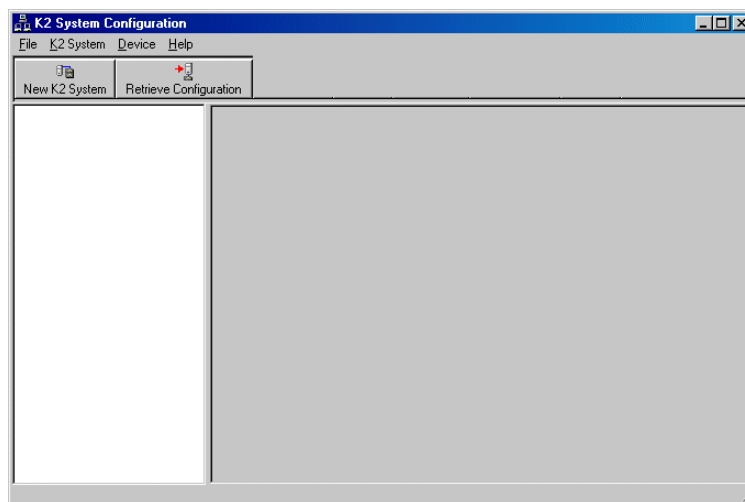 K2 System Configuration
File K2 System Device Help
New K2 System Retrieve Configuration